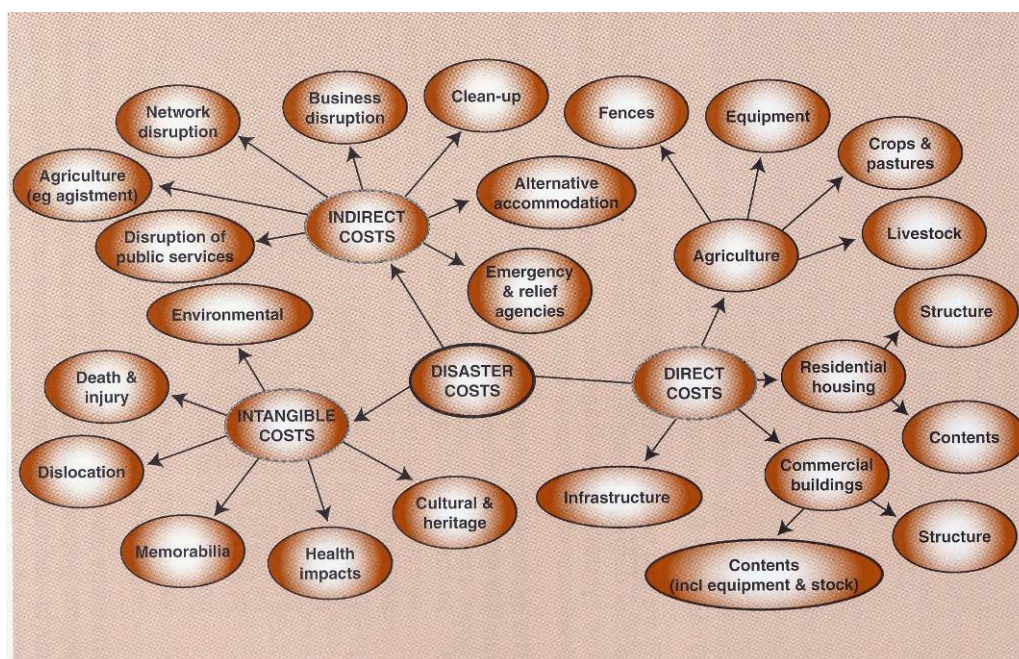 Network
disruption
Business
disruption
Clean-up
Agriculture
(eg agistment)
INDIRECT
COSTS
Alternative
accommodation
Disruption of
public services
Emergency
& relief
agencies
Fences
Equipment
Crops &
pastures
Agriculture
Livestock
Environmental
DISASTER
COSTS
DIRECT
COSTS
Residential
housing
Structure
Contents
Death &
injury
INTANGIBLE
COSTS
Dislocation
Memorabilia
Health
impacts
Cultural &
heritage
Infrastructure
Commercial
buildings
Structure
Contents
(incl equipment & stock)